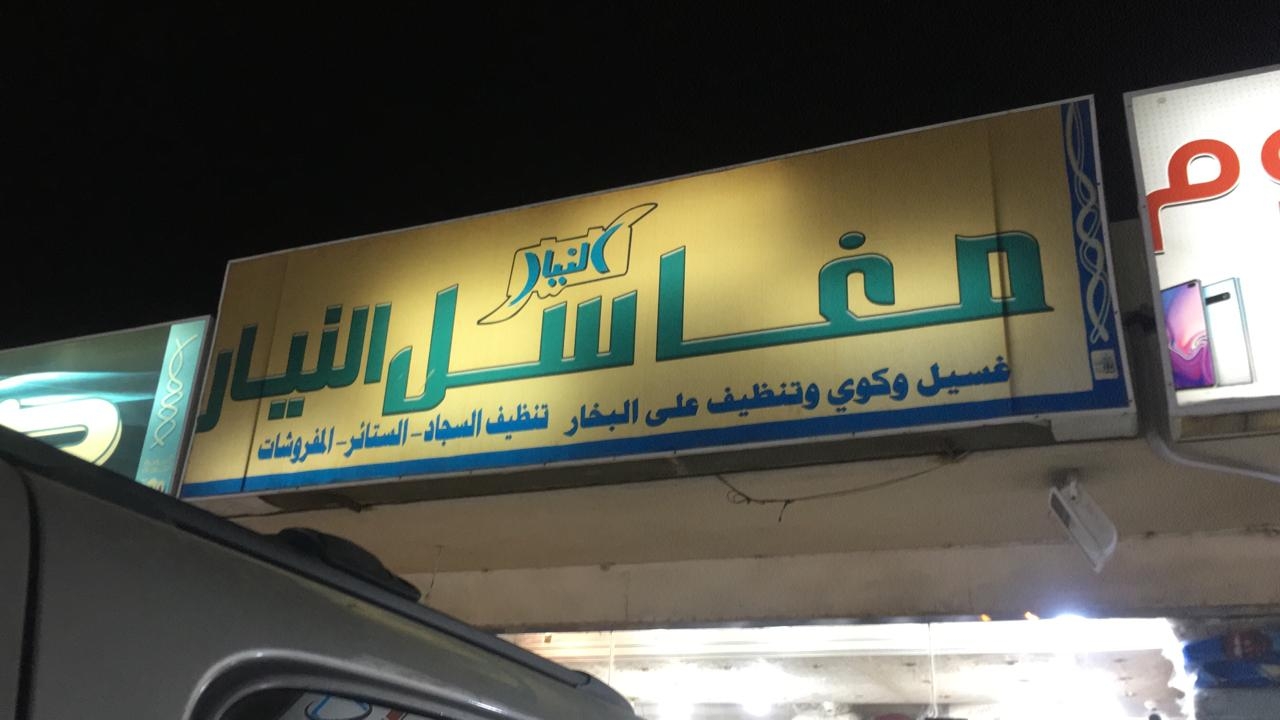 النيار
مغاسل النيار
غسيل وكوي وتنظيف على البخار تنظيف السجاد - الستائر - المفروشات